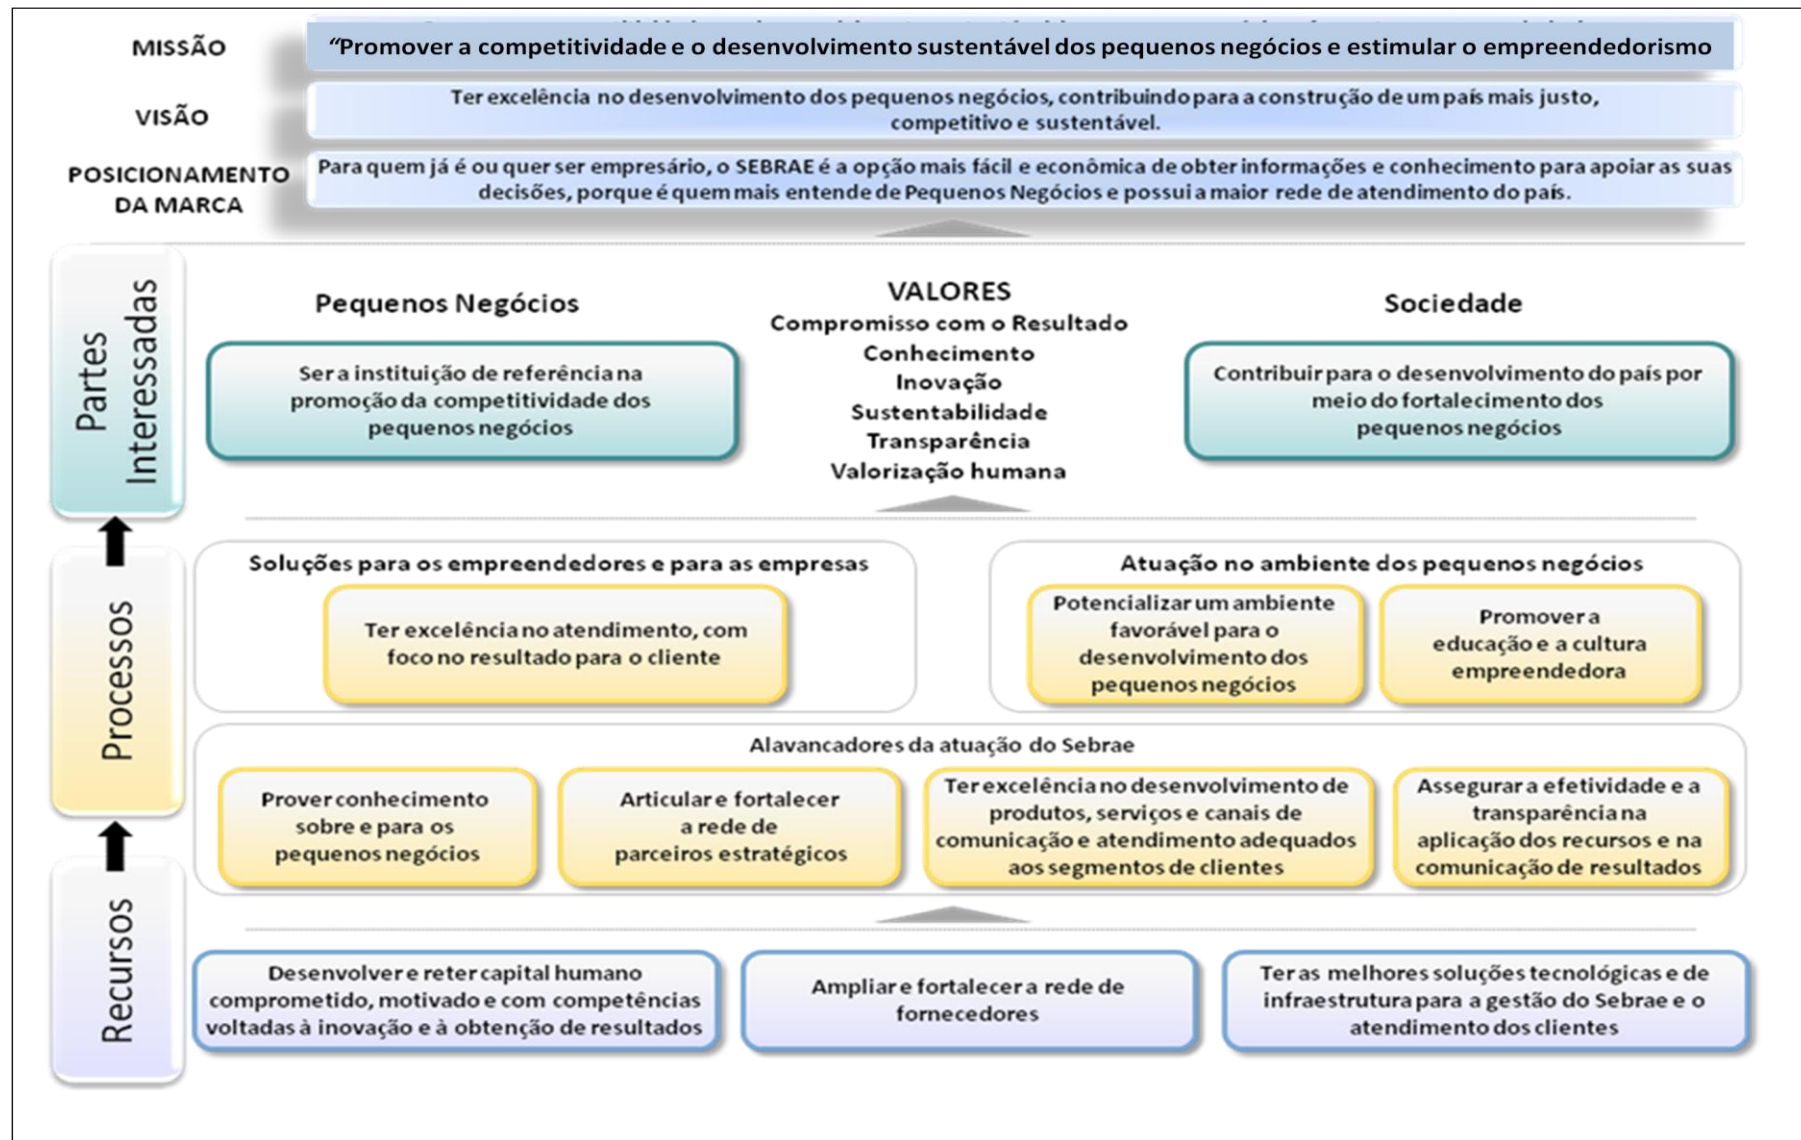 MISSÃO
“Promover a competitividade e o desenvolvimento sustentável dos pequenos negócios e estimular o empreendedorismo
VISÃO
Ter excelência no desenvolvimento dos pequenos negócios, contribuindo para a construção de um país mais justo,
competitivo e sustentável.
POSICIONAMENTO
DA MARCA
Para quem já é ou quer ser empresário, o SEBRAE é a opção mais fácil e econômica de obter informações e conhecimento para apoiar as suas
decisões, porque é quem mais entende de Pequenos Negócios e possui a maior rede de atendimento do país.
Partes
Interessadas
Pequenos Negócios
Ser a instituição de referência na
promoção da competitividade dos
pequenos negócios
VALORES
Compromisso com o Resultado
Conhecimento
Inovação
Sustentabilidade
Transparência
Valorização humana
Sociedade
Contribuir para o desenvolvimento do país por
meio do fortalecimento dos
pequenos negócios
Processos
Soluções para os empreendedores e para as empresas
Ter excelência no atendimento, com
foco no resultado para o cliente
Atuação no ambiente dos pequenos negócios
Potencializar um ambiente
favorável para o
desenvolvimento dos
pequenos negócios
Promover a
educação e a cultura
empreendedora
Alavancadores da atuação do Sebrae
Prover conhecimento
sobre e para os
pequenos negócios
Articular e fortalecer
a rede de
parceiros estratégicos
Ter excelência no desenvolvimento de
produtos, serviços e canais de
comunicação e atendimento adequados
aos segmentos de clientes
Assegurar a efetividade e a
transparência na
aplicação dos recursos e na
comunicação de resultados
Recursos
Desenvolver e reter capital humano
comprometido, motivado e com competências
voltadas à inovação e à obtenção de resultados
Ampliar e fortalecer a rede de
fornecedores
Ter as melhores soluções tecnológicas e de
infraestrutura para a gestão do Sebrae e o
atendimento dos clientes